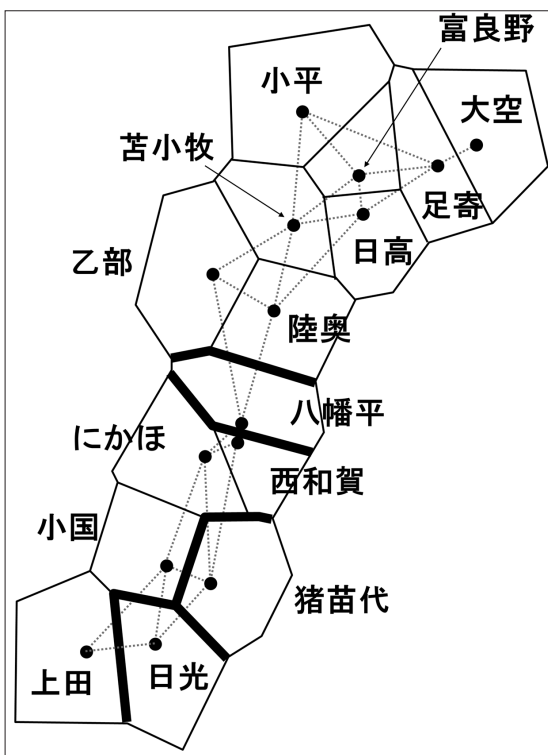 富良野
小平
大空
苫小牧
足寄
日高
乙部
陸奥
八幡平
にかほ
西和賀
小国
猪苗代
上田
日光